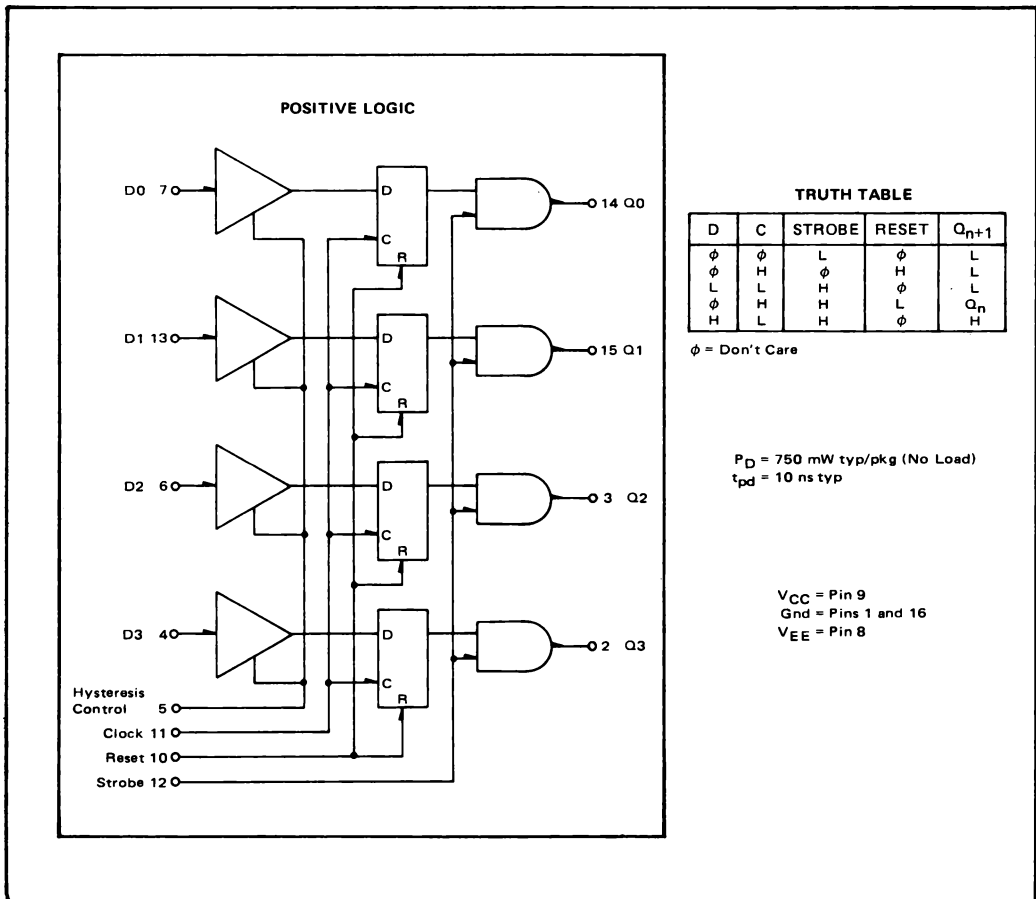 POSITIVE LOGIC
D0 7
D
C
R
14 Q0
D1 13
D
C
R
15 Q1
D2 6
D
C
R
3 Q2
D3 4
D
C
R
2 Q3
Hysteresis
Control 5
Clock 11
Reset 10
Strobe 12
TRUTH TABLE
D C STROBE RESET Qn+1
ϕ ϕ L ϕ L
ϕ H ϕ H L
L L H ϕ L
ϕ H H L Qn
H L H ϕ H
ϕ = Don't Care
PD = 750 mW typ/pkg (No Load)
tpd = 10 ns typ
VCC = Pin 9
Gnd = Pins 1 and 16
VEE = Pin 8